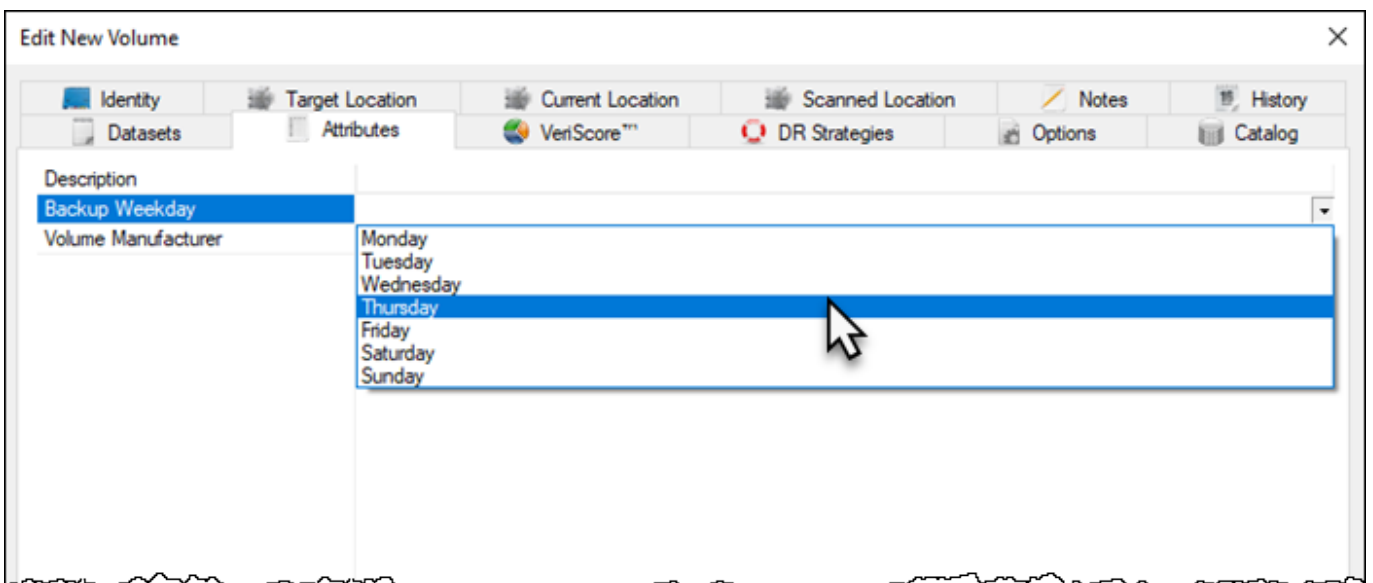 Edit New Volume
Identity Target Location Current Location Scanned Location Notes History
Datasets Attributes VeriScore™ DR Strategies Options Catalog
Description
Backup Weekday
Volume Manufacturer
Monday
Tuesday
Wednesday
Thursday
Friday
Saturday
Sunday